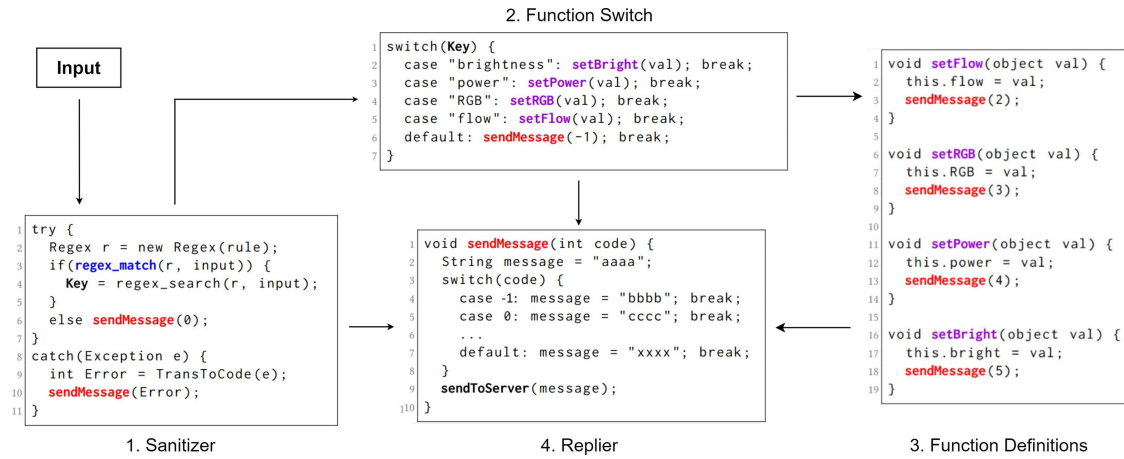 2. Function Switch
Input
1 switch(Key) {
2 case "brightness": setBright(val); break;
3 case "power": setPower(val); break;
4 case "RGB": setRGB(val); break;
5 case "flow": setFlow(val); break;
6 default: sendMessage(-1); break;
7 }
1 void setFlow(object val) {
2 this.flow = val;
3 sendMessage(2);
4 }
5
6 void setRGB(object val) {
7 this.RGB = val;
8 sendMessage(3);
9 }
10
11 void setPower(object val) {
12 this.power = val;
13 sendMessage(4);
14 }
15
16 void setBright(object val) {
17 this.bright = val;
18 sendMessage(5);
19 }
1 try {
2 Regex r = new Regex(rule);
3 if(regex_match(r, input)) {
4 Key = regex_search(r, input);
5 }
6 else sendMessage(0);
7 }
8 catch(Exception e) {
9 int Error = TransToCode(e);
10 sendMessage(Error);
11 }
1 void sendMessage(int code) {
2 String message = "aaaa";
3 switch(code) {
4 case -1: message = "bbbb"; break;
5 case 0: message = "cccc"; break;
6 ...
7 default: message = "xxxx"; break;
8 }
9 sendToServer(message);
110 }
1. Sanitizer
4. Replier
3. Function Definitions